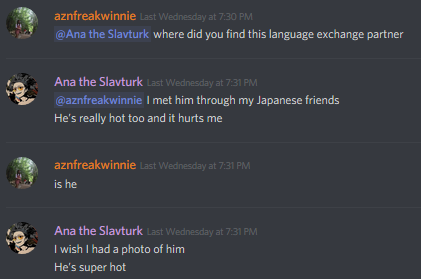 aznfreakwinnie Last Wednesday at 7:30 PM
@Ana the Slavturk where did you find this language exchange partner
Ana the Slavturk Last Wednesday at 7:31 PM
@aznfreakwinnie I met him through my Japanese friends
He's really hot too and it hurts me
aznfreakwinnie Last Wednesday at 7:31 PM
is he
Ana the Slavturk Last Wednesday at 7:31 PM
I wish I had a photo of him
He's super hot